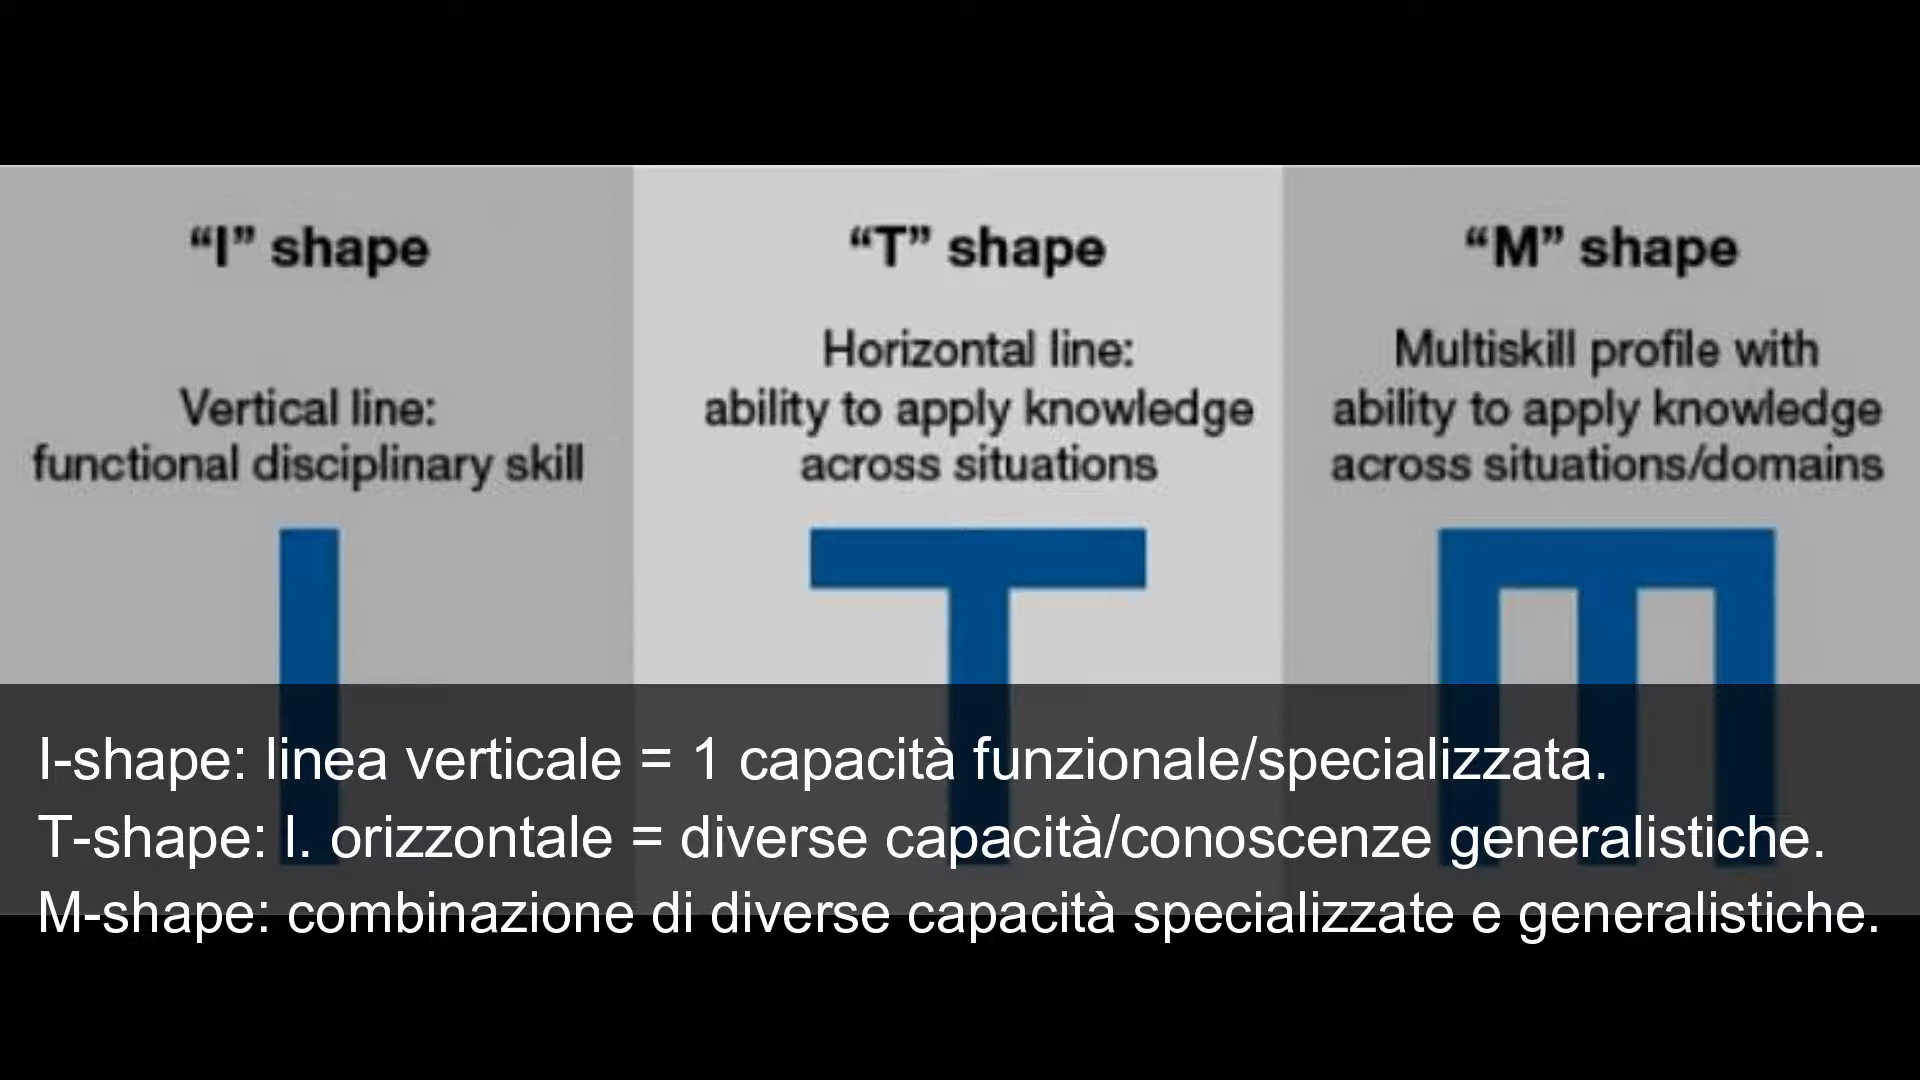 “I” shape
Vertical line:
functional disciplinary skill
“T” shape
Horizontal line:
ability to apply knowledge
across situations
“M” shape
Multiskill profile with
ability to apply knowledge
across situations/domains
I-shape: linea verticale = 1 capacità funzionale/specializzata.
T-shape: l. orizzontale = diverse capacità/conoscenze generalistiche.
M-shape: combinazione di diverse capacità specializzate e generalistiche.